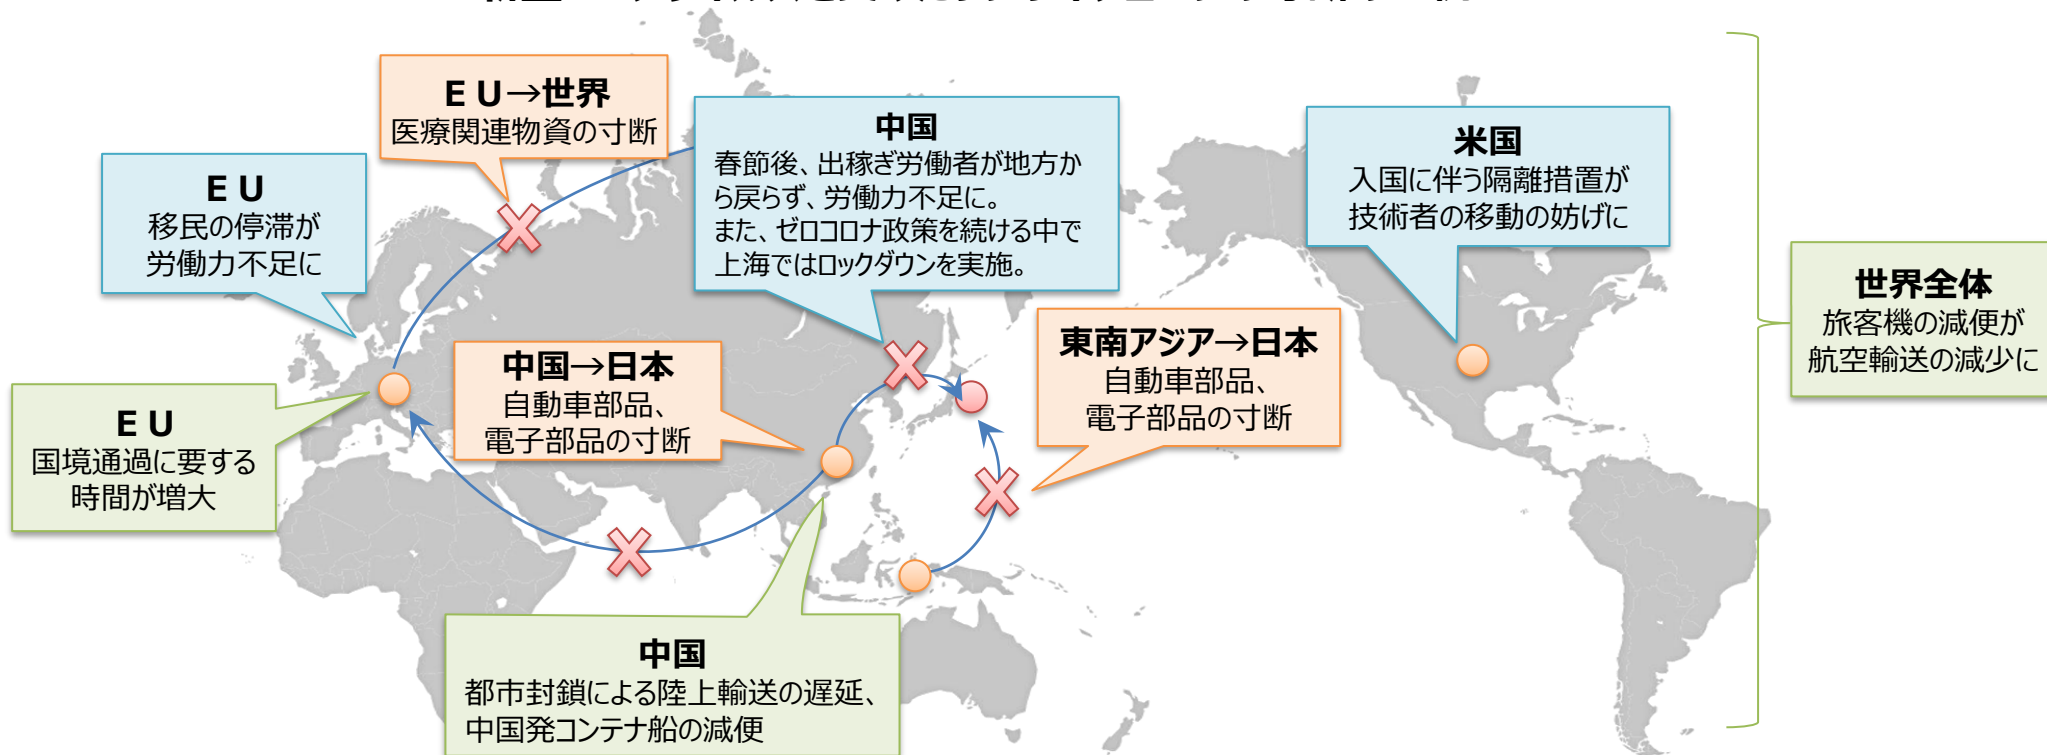 ＥＵ→世界
医療関連物資の寸断
中国
春節後、出稼ぎ労働者が地方か
ら戻らず、労働力不足に。
また、ゼロコロナ政策を続ける中で
上海ではロックダウンを実施。
米国
入国に伴う隔離措置が
技術者の移動の妨げに
ＥＵ
移民の停滞が
労働力不足に
世界全体
旅客機の減便が
航空輸送の減少に
中国→日本
自動車部品、
電子部品の寸断
東南アジア→日本
自動車部品、
電子部品の寸断
ＥＵ
国境通過に要する
時間が増大
中国
都市封鎖による陸上輸送の遅延、
中国発コンテナ船の減便